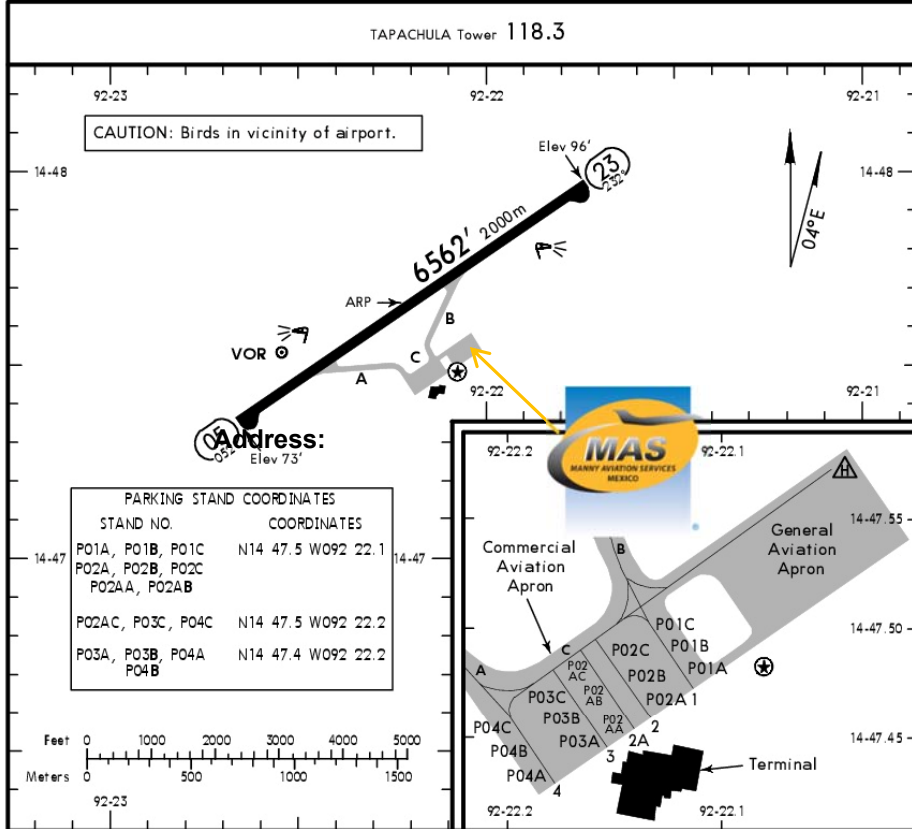 TAPACHULA Tower 118.3
92-23
92-22
92-21
CAUTION: Birds in vicinity of airport.
Elev 96'
23
232°
14-48
14-48
04°E
6562' 2000m
ARP
B
VOR
C
A
92-22
92-21
05
052°
Address:
Elev 73'
MAS
MANNY AVIATION SERVICES
MEXICO
PARKING STAND COORDINATES
STAND NO. COORDINATES
P01A, P01B, P01C N14 47.5 W092 22.1
P02A, P02B, P02C
P02AA, P02AB
P02AC, P03C, P04C N14 47.5 W092 22.2
P03A, P03B, P04A N14 47.4 W092 22.2
P04B
14-47
14-47
Feet 0 1000 2000 3000 4000 5000
Meters 0 500 1000 1500
92-23
92-22.2
92-22.1
H
14-47.55
Commercial
Aviation
Apron
B
General
Aviation
Apron
14-47.50
P01C
P01B
P01A
C
P02C
P02B
P02A 1
A
P02
AC
P02
AB
P02
AA
2
P03C
P03B
P03A
2A
3
P04C
P04B
P04A
4
14-47.45
Terminal
92-22.2
92-22.1